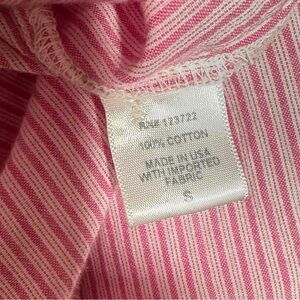 RN# 123722
100% COTTON
MADE IN USA
WITH IMPORTED
FABRIC
S